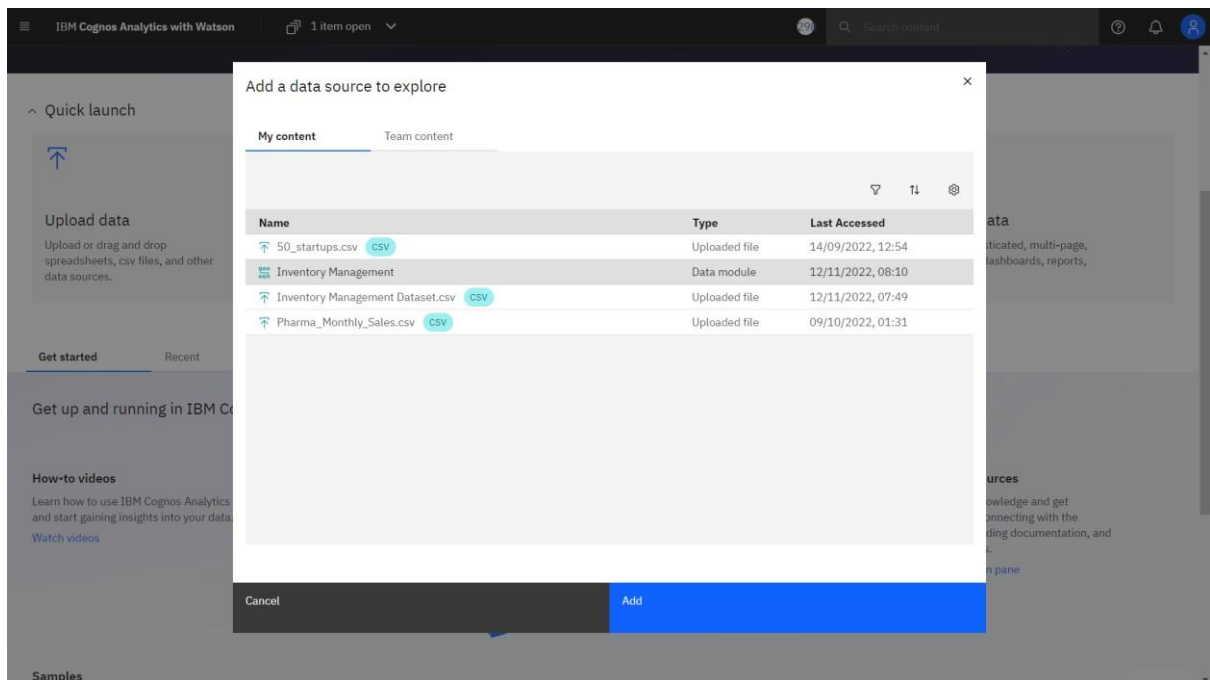 IBM Cognos Analytics with Watson
1 item open
Search content
Add a data source to explore
Quick launch
My content
Team content
Upload data
Upload or drag and drop
spreadsheets, csv files, and other
data sources.
ata
ticated, multi-page,
dashboards, reports,
Name Type Last Accessed
50_startups.csv CSV Uploaded file 14/09/2022, 12:54
Inventory Management Data module 12/11/2022, 08:10
Inventory Management Dataset.csv CSV Uploaded file 12/11/2022, 07:49
Pharma_Monthly_Sales.csv CSV Uploaded file 09/10/2022, 01:31
Get started
Recent
Get up and running in IBM Co
How-to videos
Learn how to use IBM Cognos Analytics
and start gaining insights into your data.
Watch videos
urces
owledge and get
onnecting with the
ding documentation, and
n pane
Cancel
Add
Samples